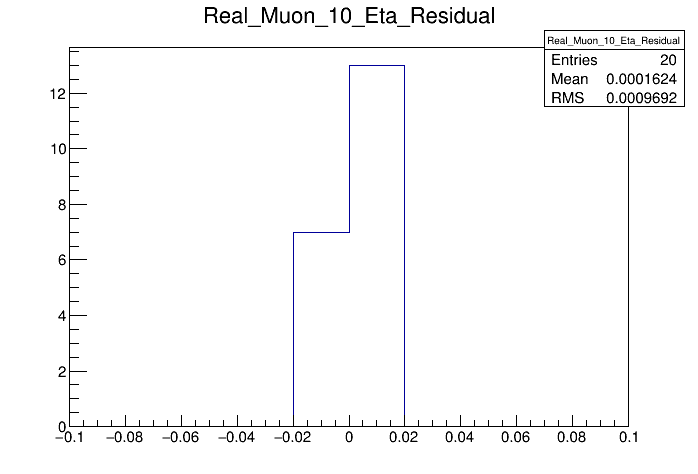 Real_Muon_10_Eta_Residual
Real_Muon_10_Eta_Residual
Entries 20
Mean 0.0001624
RMS 0.0009692
12
10
8
6
4
2
0
-0.1 -0.08 -0.06 -0.04 -0.02 0 0.02 0.04 0.06 0.08 0.1